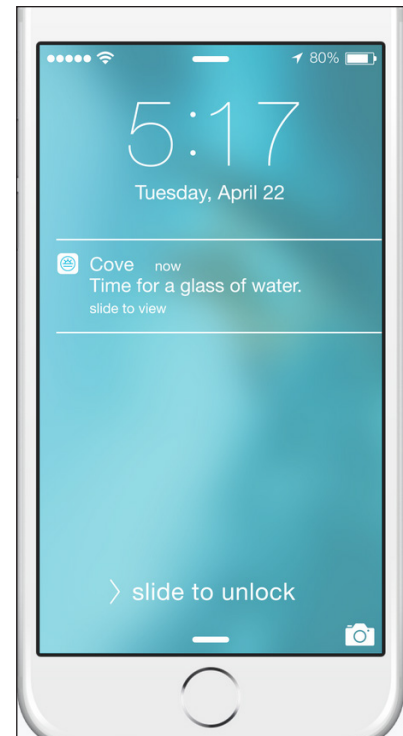 80%
5:17
Tuesday, April 22
Cove now
Time for a glass of water.
slide to view
> slide to unlock